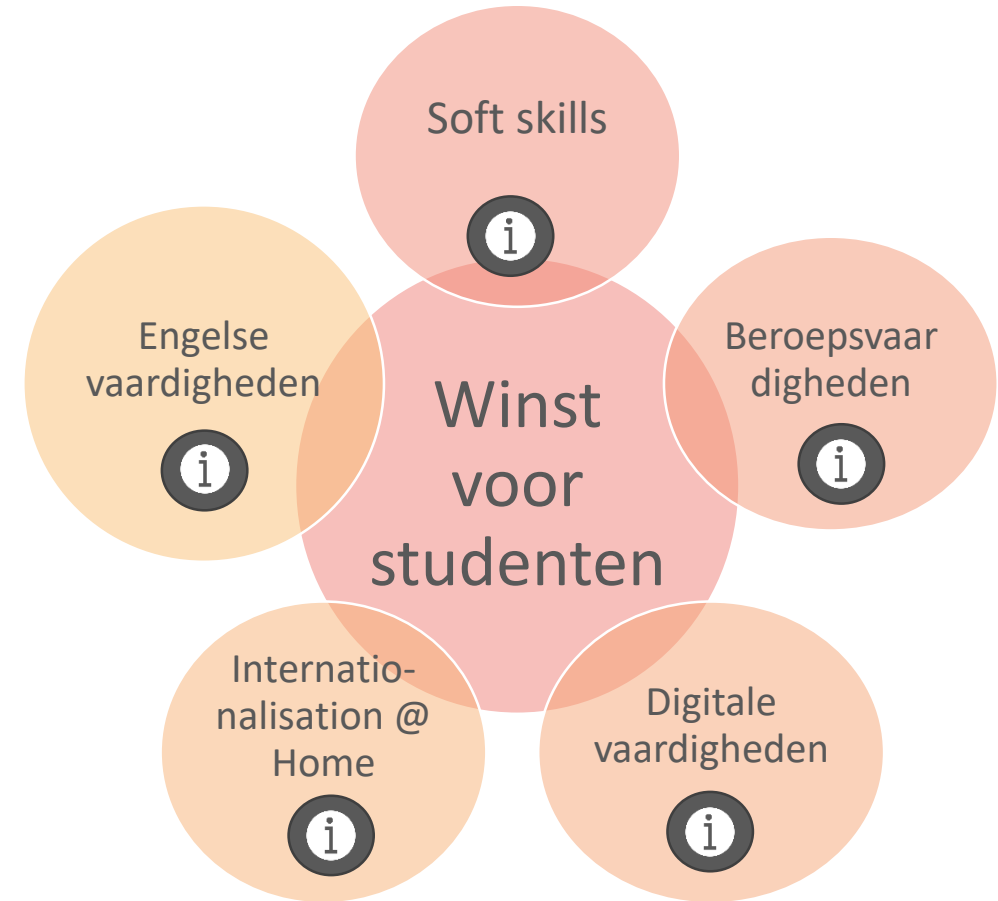 Soft skills
i
Engelse
vaardigheden
i
Beroepsvaar
digheden
i
Winst
voor
studenten
Internatio-
nalisation @
Home
i
Digitale
vaardigheden
i